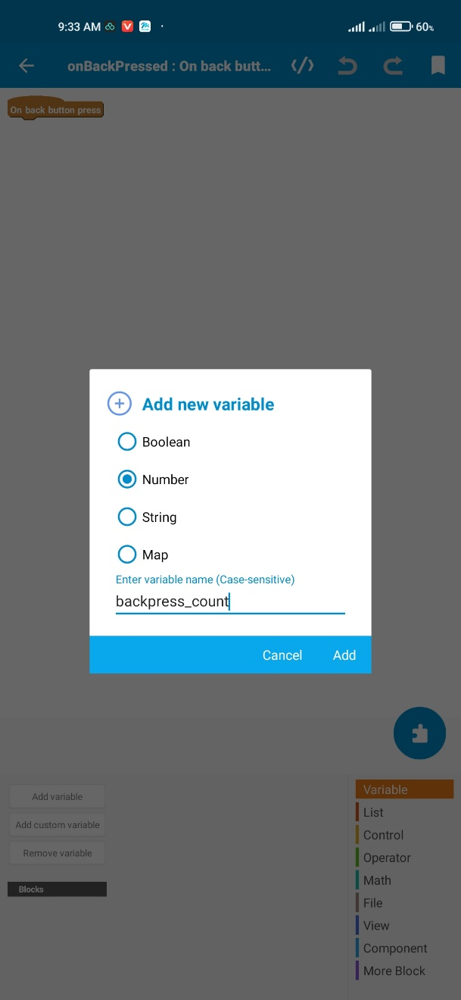 9:33 AM
60%
onBackPressed : On back butt...
On back button press
Add new variable
Boolean
Number
String
Map
Enter variable name (Case-sensitive)
backpress_count
Cancel
Add
Add variable
Add custom variable
Remove variable
Blocks
Variable
List
Control
Operator
Math
File
View
Component
More Block